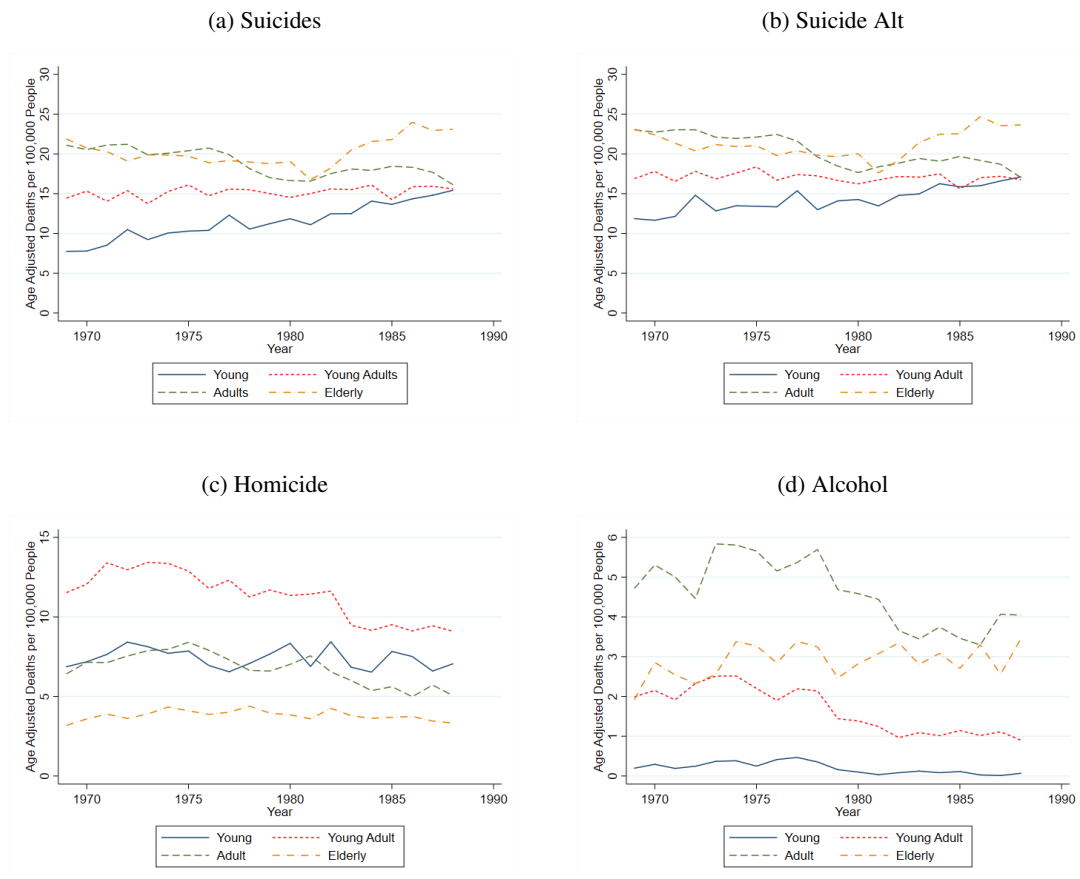 (a) Suicides
Age Adjusted Deaths per 100,000 People
30
25
20
15
10
5
0
1970 1975 1980 1985 1990
Year
Young Young Adults
Adults Elderly
(b) Suicide Alt
Age Adjusted Deaths per 100,000 People
30
25
20
15
10
5
0
1970 1975 1980 1985 1990
Year
Young Young Adult
Adult Elderly
(c) Homicide
Age Adjusted Deaths per 100,000 People
15
10
5
0
1970 1975 1980 1985 1990
Year
Young Young Adult
Adult Elderly
(d) Alcohol
Age Adjusted Deaths per 100,000 People
6
5
4
3
2
1
0
1970 1975 1980 1985 1990
Year
Young Young Adult
Adult Elderly